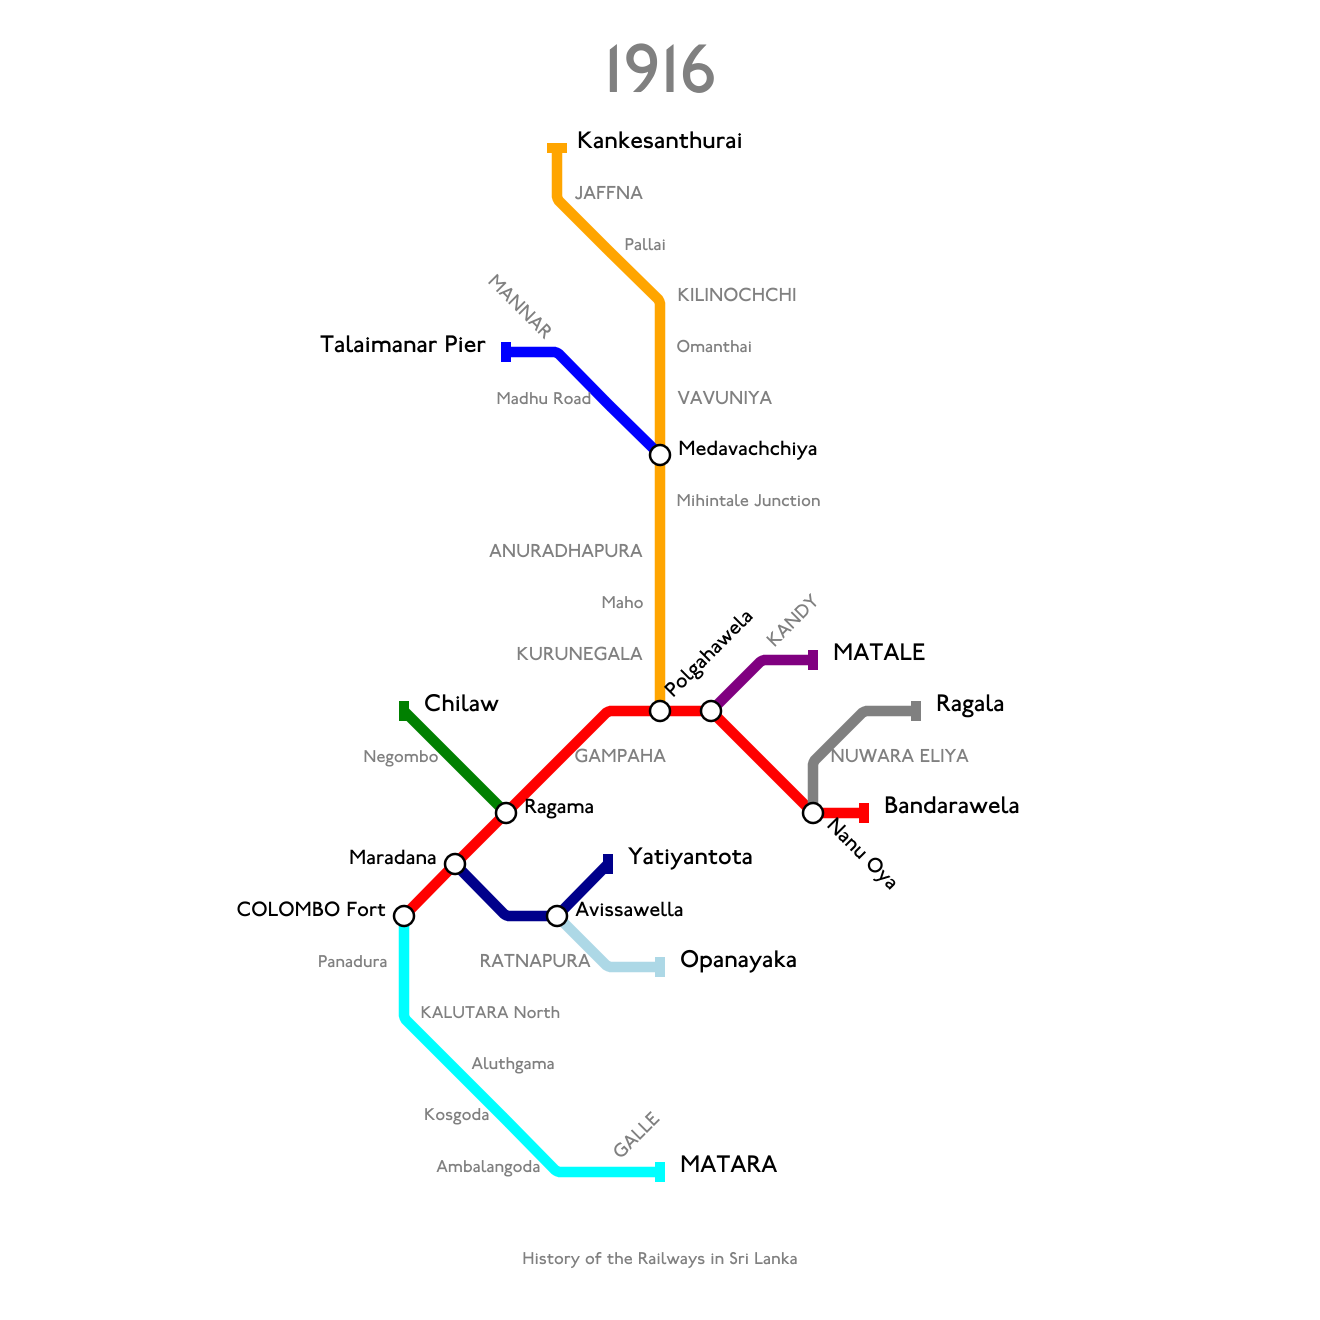 1916
Kankesanthurai
JAFFNA
Pallai
MANNAR
KILINOCHCHI
Talaimanar Pier
Omanthai
Madhu Road
VAVUNIYA
Medavachchiya
Mihintale Junction
ANURADHAPURA
Maho
KANDY
KURUNEGALA
Polgahawela
MATALE
Chilaw
Ragala
Negombo
GAMPAHA
NUWARA ELIYA
Ragama
Bandarawela
Nanu Oya
Maradana
Yatiyantota
COLOMBO Fort
Avissawella
Panadura
RATNAPURA
Opanayaka
KALUTARA North
Aluthgama
Kosgoda
GALLE
Ambalangoda
MATARA
History of the Railways in Sri Lanka